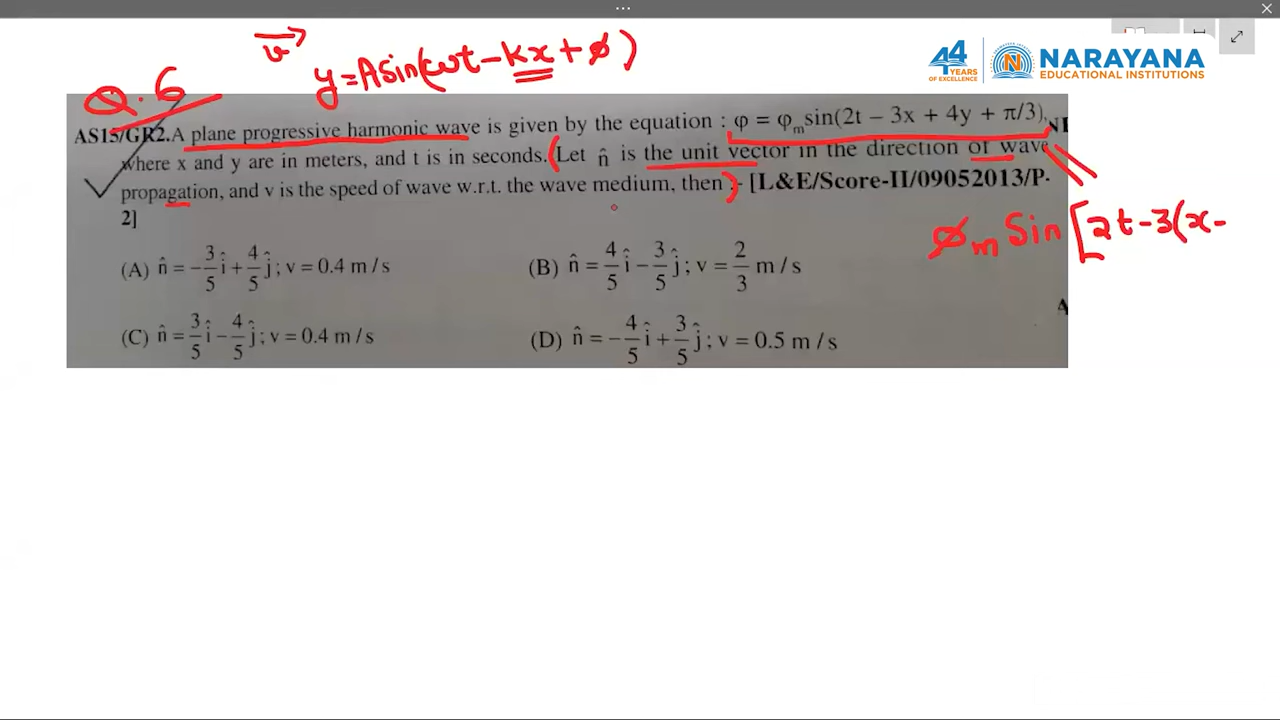 v
y=Asin(ωt-kx+φ)
Q.6
44
YEARS
OF EXCELLENCE
NARAYANA
EDUCATIONAL INSTITUTIONS
AS15/GR2.A plane progressive harmonic wave is given by the equation : φ = φₘsin(2t − 3x + 4y + π/3),
where x and y are in meters, and t is in seconds. Let n̂ is the unit vector in the direction of wave
propagation, and v is the speed of wave w.r.t. the wave medium, then :- [L&E/Score-II/09052013/P-
2]
φₘ Sin[2t-3(x-
(A) n̂ = −3/5 î + 4/5 ĵ ; v = 0.4 m/s
(B) n̂ = 4/5 î − 3/5 ĵ ; v = 2/3 m/s
(C) n̂ = 3/5 î − 4/5 ĵ ; v = 0.4 m/s
(D) n̂ = −4/5 î + 3/5 ĵ ; v = 0.5 m/s